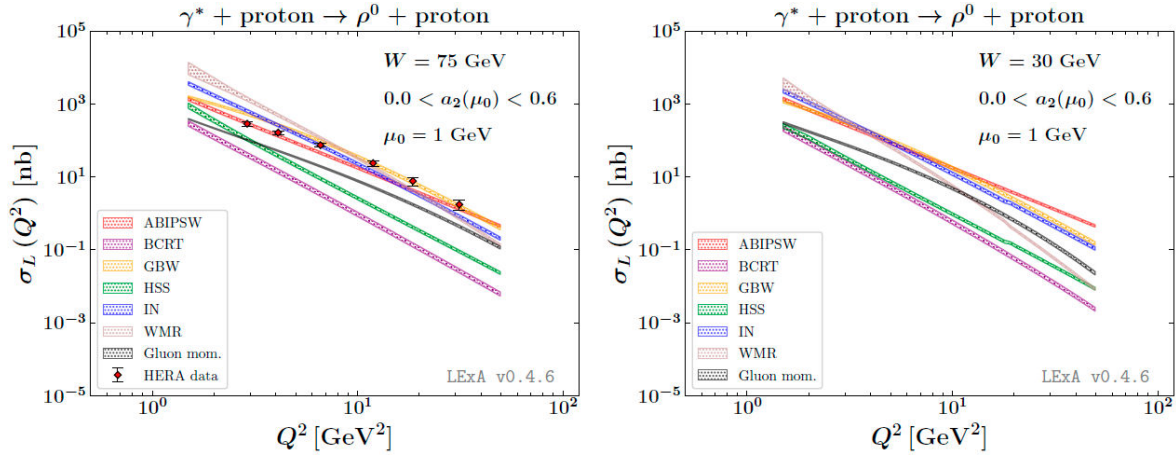 γ* + proton → ρ⁰ + proton
10⁵
10³
10¹
10⁻¹
10⁻³
10⁻⁵
σ_L (Q²) [nb]
W = 75 GeV
0.0 < a₂(μ₀) < 0.6
μ₀ = 1 GeV
ABIPSW
BCRT
GBW
HSS
IN
WMR
Gluon mom.
HERA data
LExA v0.4.6
10⁰ 10¹ 10²
Q² [GeV²]
γ* + proton → ρ⁰ + proton
10⁵
10³
10¹
10⁻¹
10⁻³
10⁻⁵
σ_L (Q²) [nb]
W = 30 GeV
0.0 < a₂(μ₀) < 0.6
μ₀ = 1 GeV
ABIPSW
BCRT
GBW
HSS
IN
WMR
Gluon mom.
LExA v0.4.6
10⁰ 10¹ 10²
Q² [GeV²]